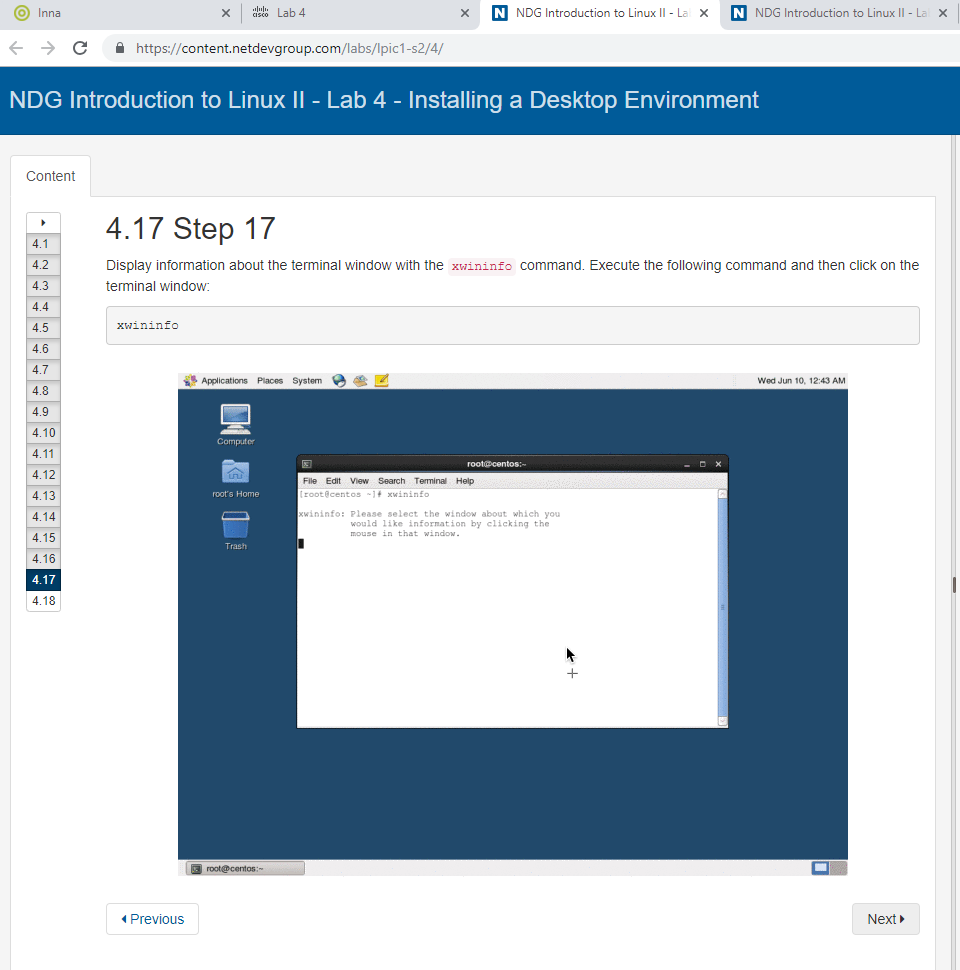 Inna
cisco Lab 4
NDG Introduction to Linux II - La
NDG Introduction to Linux II - La
https://content.netdevgroup.com/labs/lpic1-s2/4/
NDG Introduction to Linux II - Lab 4 - Installing a Desktop Environment
Content
4.1
4.2
4.3
4.4
4.5
4.6
4.7
4.8
4.9
4.10
4.11
4.12
4.13
4.14
4.15
4.16
4.17
4.18
4.17 Step 17
Display information about the terminal window with the xwininfo command. Execute the following command and then click on the
terminal window:
xwininfo
Applications Places System Wed Jun 10, 12:43 AM
Computer
root's Home
Trash
root@centos:~
File Edit View Search Terminal Help
[root@centos ~]# xwininfo
xwininfo: Please select the window about which you
would like information by clicking the
mouse in that window.
root@centos:~
Previous
Next